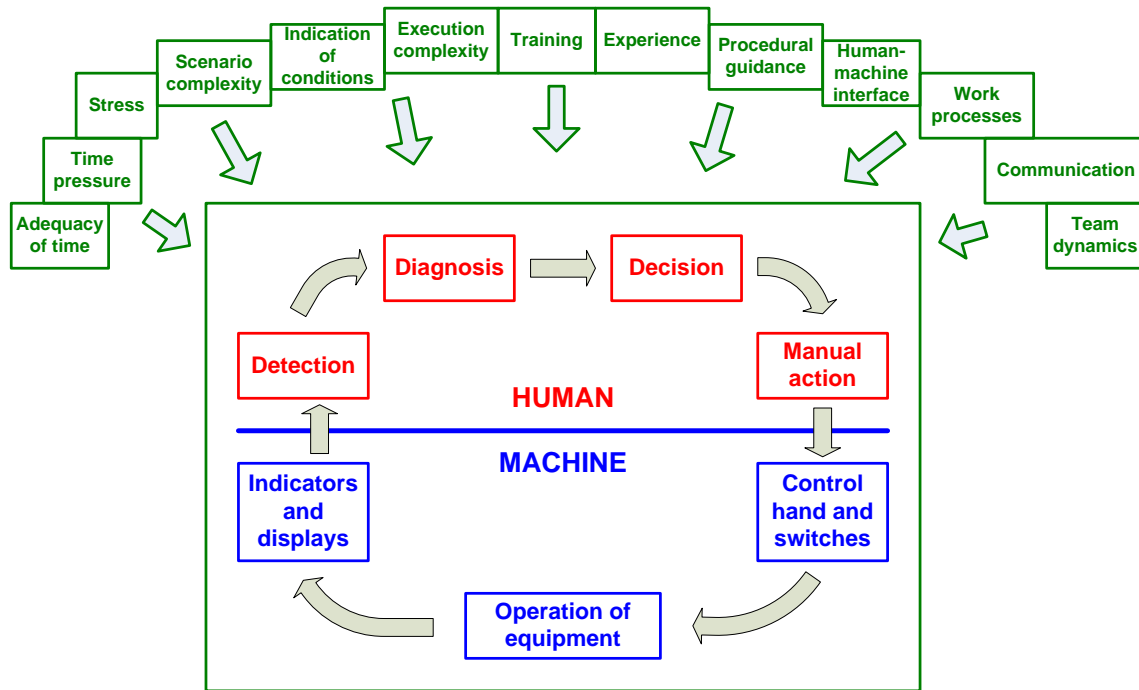 Adequacy
of time
Time
pressure
Stress
Scenario
complexity
Indication
of
conditions
Execution
complexity
Training
Experience
Procedural
guidance
Human-
machine
interface
Work
processes
Communication
Team
dynamics
Diagnosis
Decision
Detection
Manual
action
HUMAN
MACHINE
Indicators
and
displays
Control
hand and
switches
Operation of
equipment